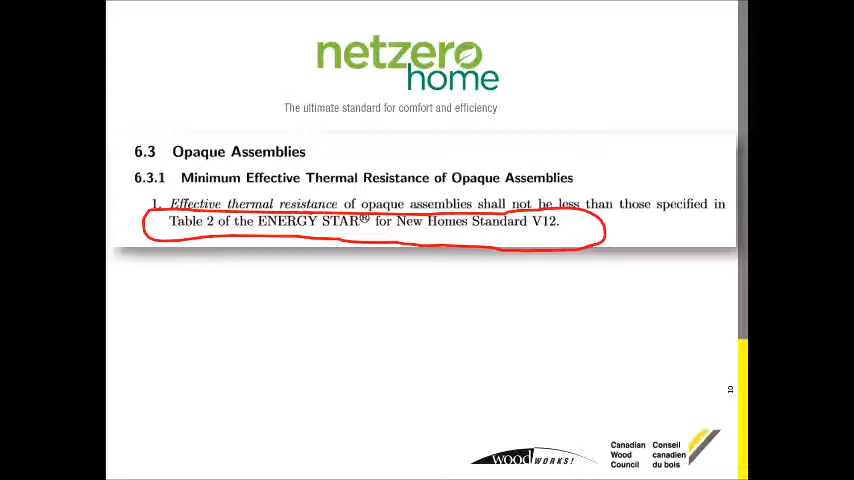 netzero
home
The ultimate standard for comfort and efficiency
6.3 Opaque Assemblies
6.3.1 Minimum Effective Thermal Resistance of Opaque Assemblies
1. Effective thermal resistance of opaque assemblies shall not be less than those specified in
Table 2 of the ENERGY STAR® for New Homes Standard V12.
10
woodWORKS!
Canadian Wood Council
Conseil canadien du bois